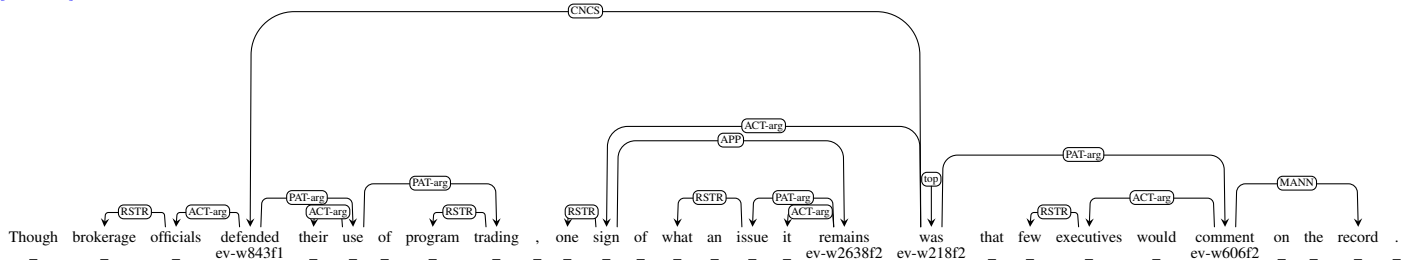 CNCS
ACT-arg
APP
PAT-arg
top
PAT-arg MANN
PAT-arg PAT-arg ACT-arg
RSTR ACT-arg ACT-arg RSTR RSTR RSTR ACT-arg RSTR
Though brokerage officials defended their use of program trading , one sign of what an issue it remains was that few executives would comment on the record .
_ _ _ ev-w843f1 _ _ _ _ _ _ _ _ _ _ _ _ _ ev-w2638f2 ev-w218f2 _ _ _ _ ev-w606f2 _ _ _ _